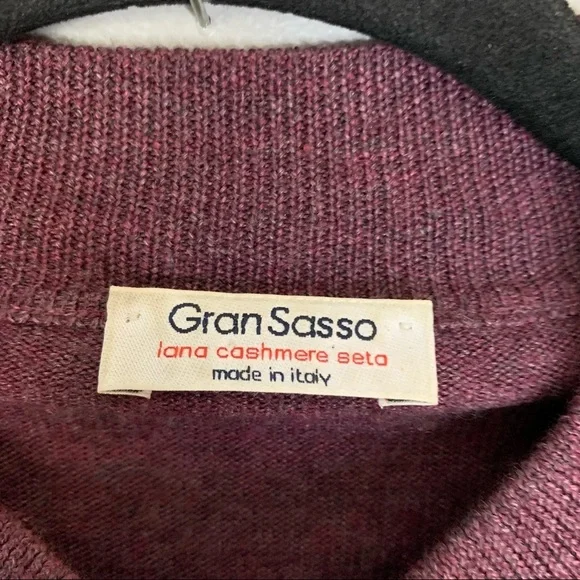 Gran Sasso
lana cashmere seta
made in italy